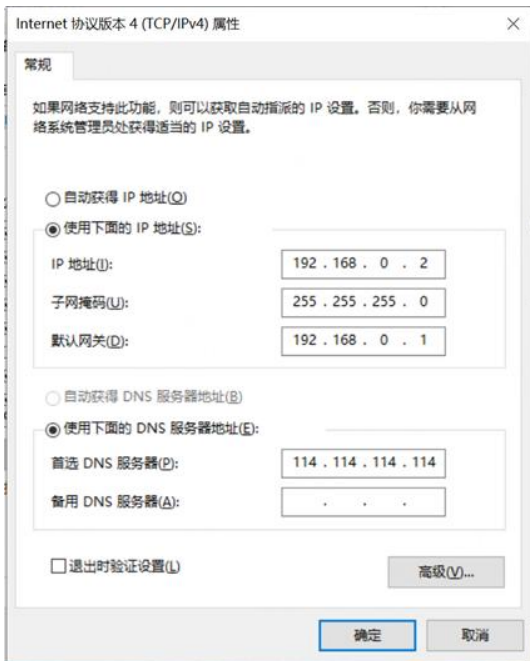 Internet 协议版本 4 (TCP/IPv4) 属性
常规
如果网络支持此功能，则可以获取自动指派的 IP 设置。否则，你需要从网
络系统管理员处获得适当的 IP 设置。
自动获得 IP 地址(O)
使用下面的 IP 地址(S):
IP 地址(I): 192 . 168 . 0 . 2
子网掩码(U): 255 . 255 . 255 . 0
默认网关(D): 192 . 168 . 0 . 1
自动获得 DNS 服务器地址(B)
使用下面的 DNS 服务器地址(E):
首选 DNS 服务器(P): 114 . 114 . 114 . 114
备用 DNS 服务器(A): . . .
退出时验证设置(L)
高级(V)...
确定 取消